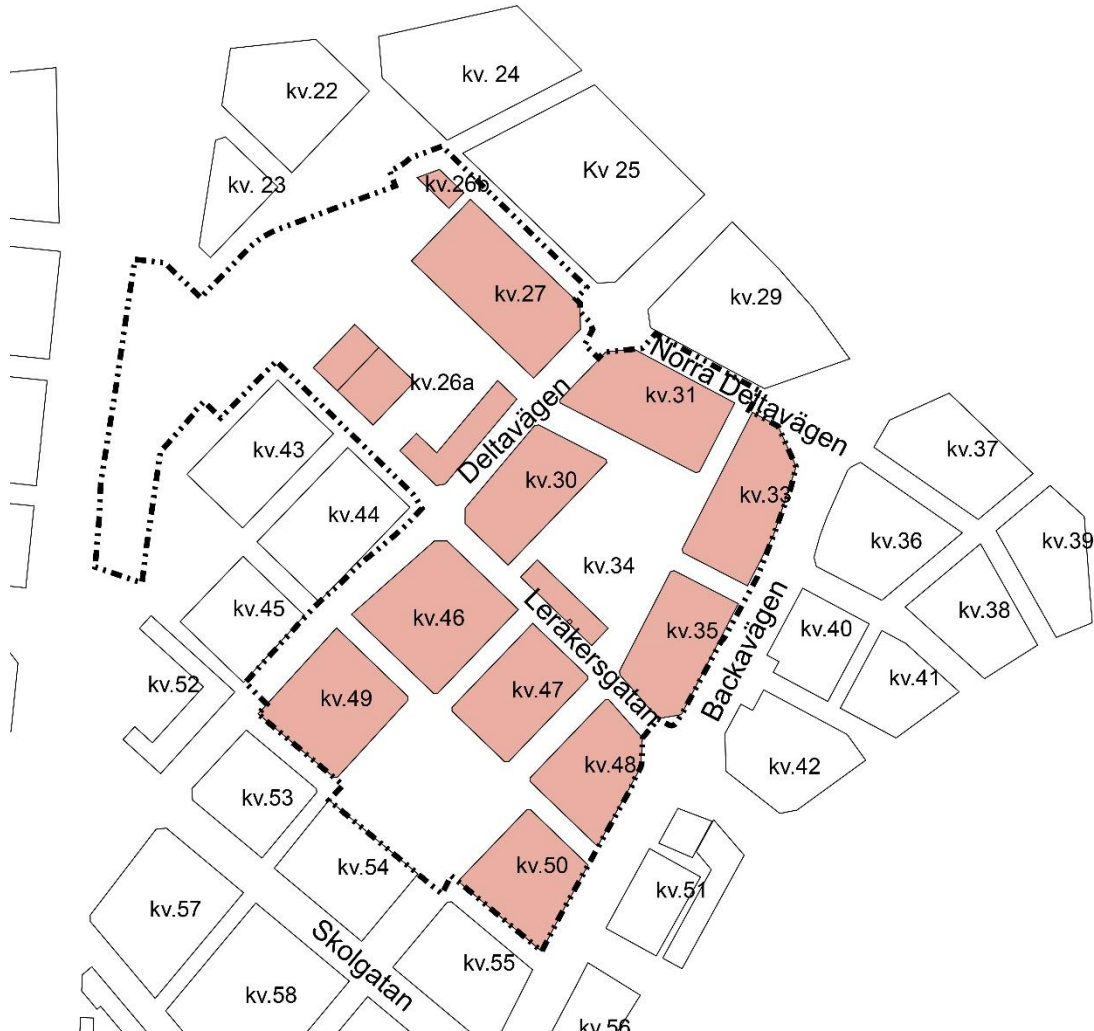 kv. 24
kv.22
Kv 25
kv. 23
kv.26b
kv.27
kv.29
Norra Deltavägen
kv.26a
kv.31
Deltavägen
kv.43
kv.30
kv.37
kv.33
kv.44
kv.36
kv.39
kv.34
kv.45
kv.46
Leråkersgatan
kv.35
kv.40
kv.38
Backavägen
kv.52
kv.49
kv.47
kv.41
kv.48
kv.42
kv.53
kv.54
kv.50
kv.51
kv.57
Skolgatan
kv.55
kv.58
kv.56